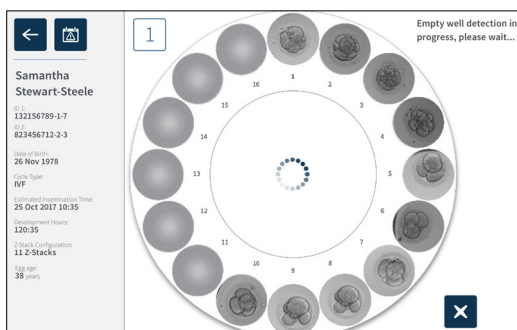 1
Empty well detection in
progress, please wait...
Samantha
Stewart-Steele
ID 1:
132156789-1-7
ID 2:
823456712-2-3
Date of Birth:
26 Nov 1978
Cycle Type:
IVF
Estimated Insemination Time:
25 Oct 2017 10:35
Development Hours:
120:35
Z-Stack Configuration:
11 Z-Stacks
Egg age:
38 years
1
2
3
4
5
6
7
8
9
10
11
12
13
14
15
16